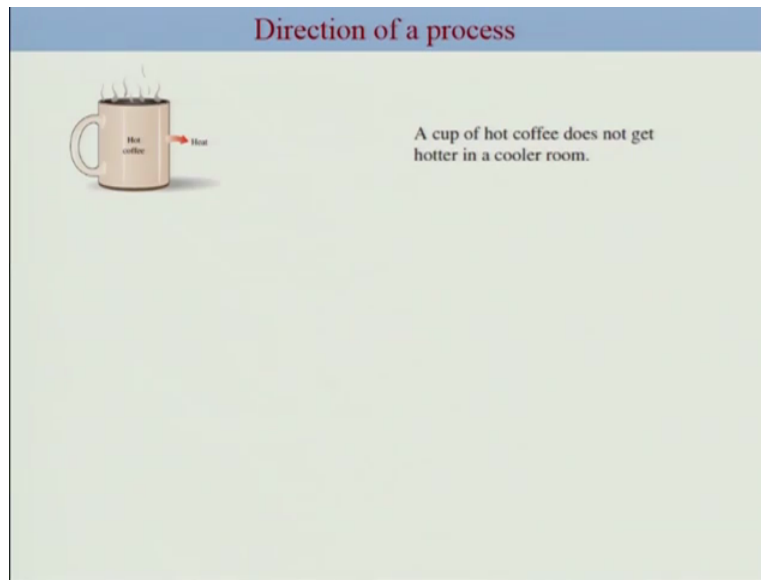 Direction of a process
Hot
coffee
Heat
A cup of hot coffee does not get
hotter in a cooler room.